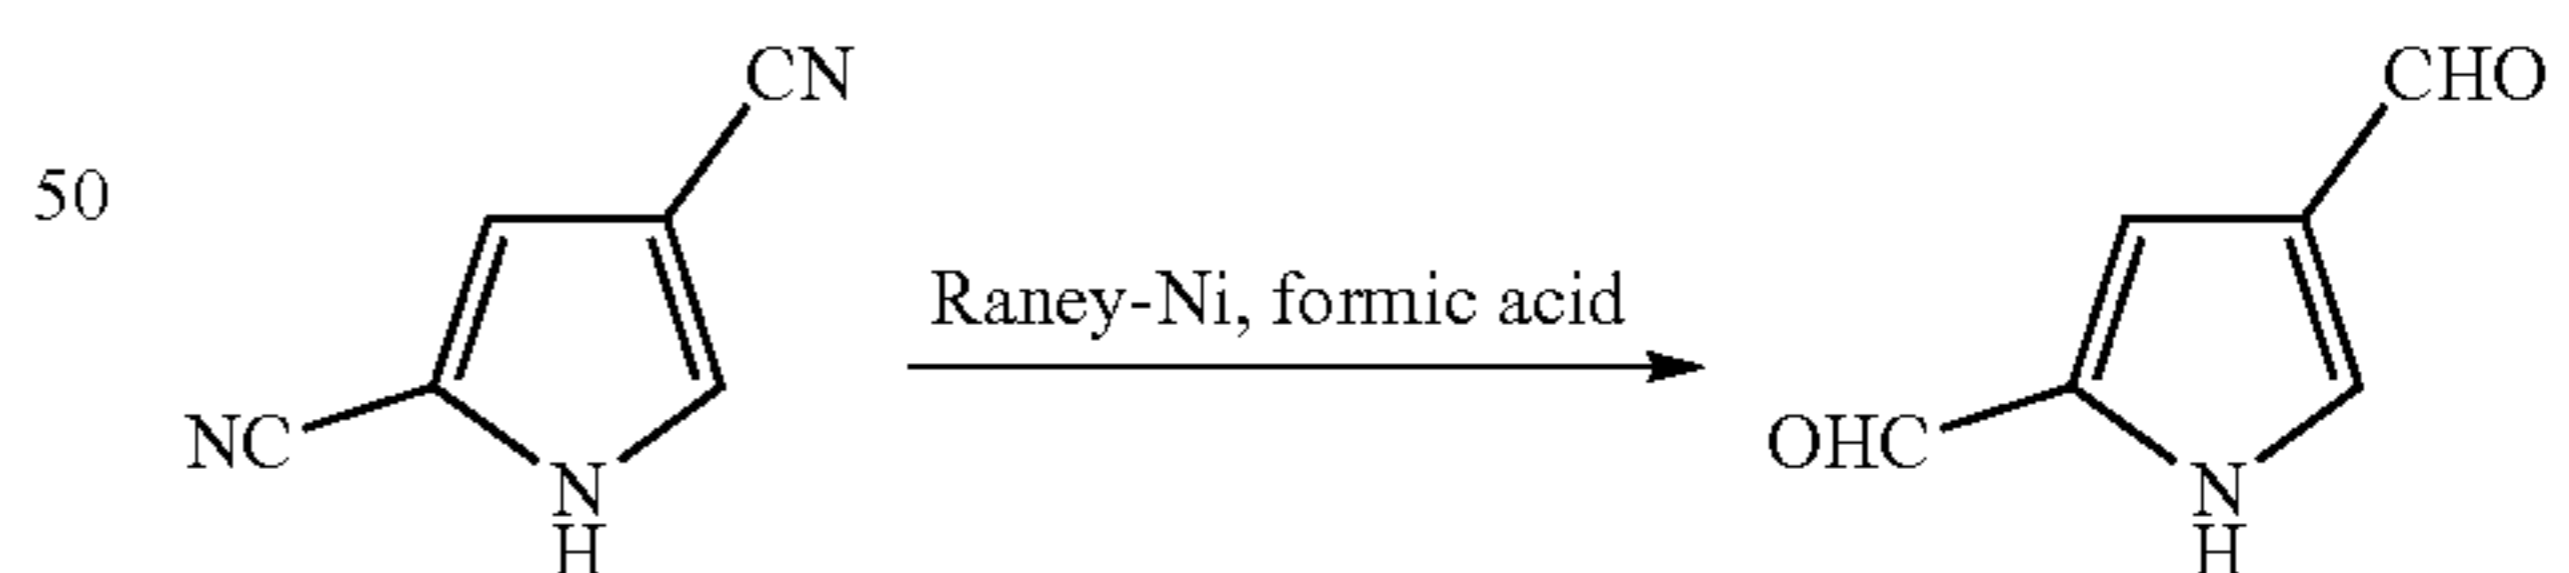 CN
CHO
50
Raney-Ni, formic acid
NC
OHC
N
H
N
H